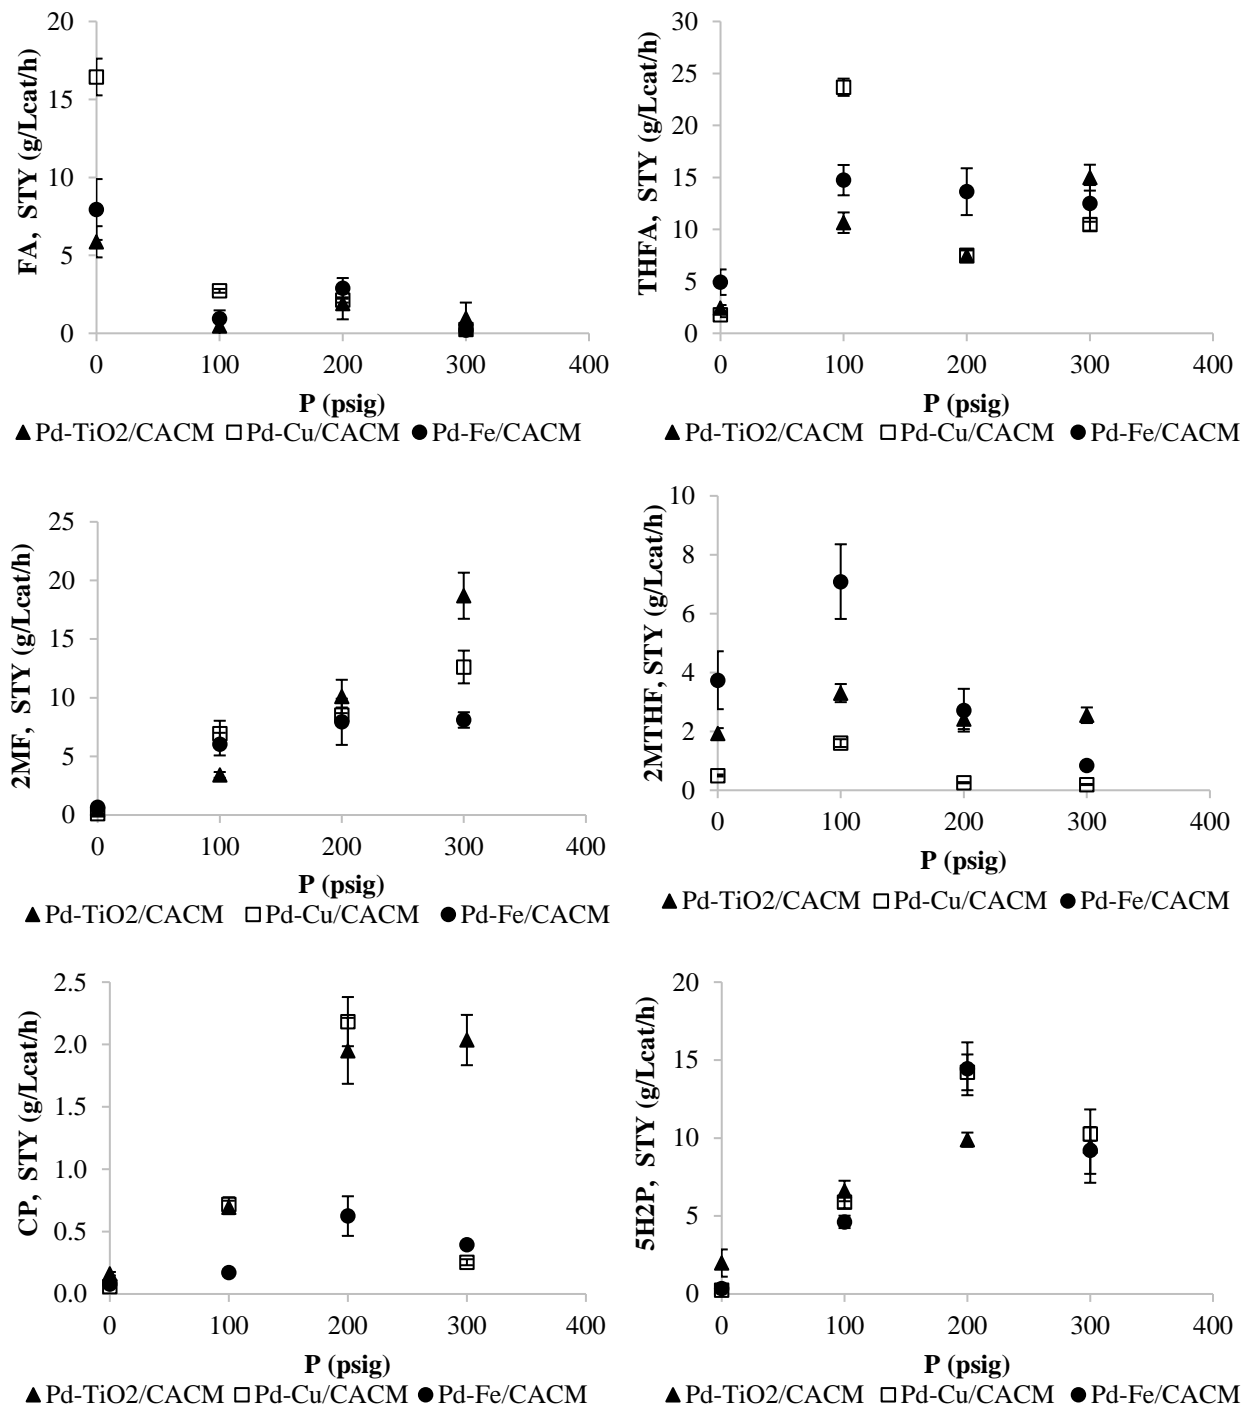 FA, STY (g/Lcat/h)
20
15
10
5
0
0 100 200 300 400
P (psig)
▲ Pd-TiO2/CACM □ Pd-Cu/CACM ● Pd-Fe/CACM
THFA, STY (g/Lcat/h)
30
25
20
15
10
5
0
0 100 200 300 400
P (psig)
▲ Pd-TiO2/CACM □ Pd-Cu/CACM ● Pd-Fe/CACM
2MF, STY (g/Lcat/h)
25
20
15
10
5
0
0 100 200 300 400
P (psig)
▲ Pd-TiO2/CACM □ Pd-Cu/CACM ● Pd-Fe/CACM
2MTHF, STY (g/Lcat/h)
10
8
6
4
2
0
0 100 200 300 400
P (psig)
▲ Pd-TiO2/CACM □ Pd-Cu/CACM ● Pd-Fe/CACM
CP, STY (g/Lcat/h)
2.5
2.0
1.5
1.0
0.5
0.0
0 100 200 300 400
P (psig)
▲ Pd-TiO2/CACM □ Pd-Cu/CACM ● Pd-Fe/CACM
5H2P, STY (g/Lcat/h)
20
15
10
5
0
0 100 200 300 400
P (psig)
▲ Pd-TiO2/CACM □ Pd-Cu/CACM ● Pd-Fe/CACM